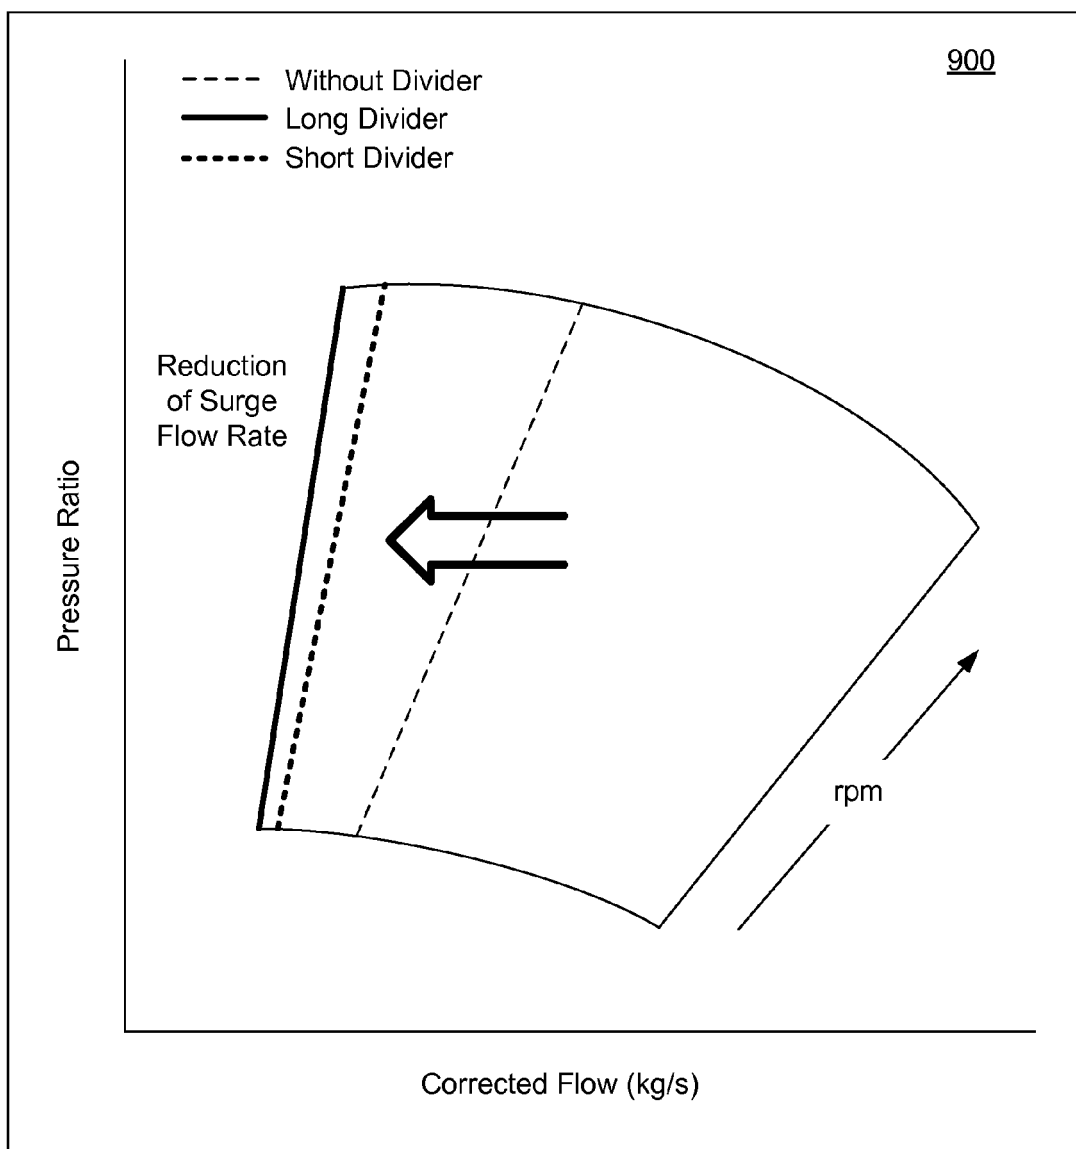 900
Without Divider
Long Divider
Short Divider
Reduction
of Surge
Flow Rate
Pressure Ratio
rpm
Corrected Flow (kg/s)